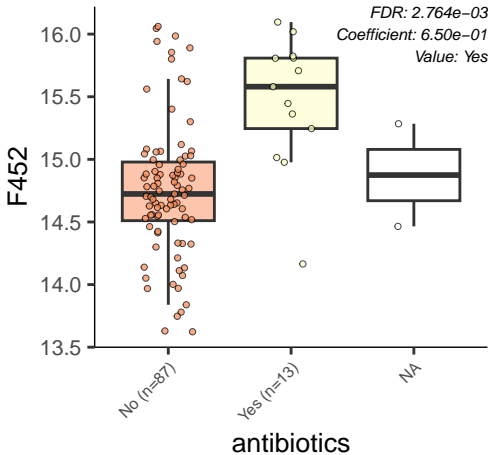 FDR: 2.764e−03
Coefficient: 6.50e−01
Value: Yes
16.0
15.5
15.0
14.5
14.0
13.5
F452
No (n=87)
Yes (n=13)
NA
antibiotics